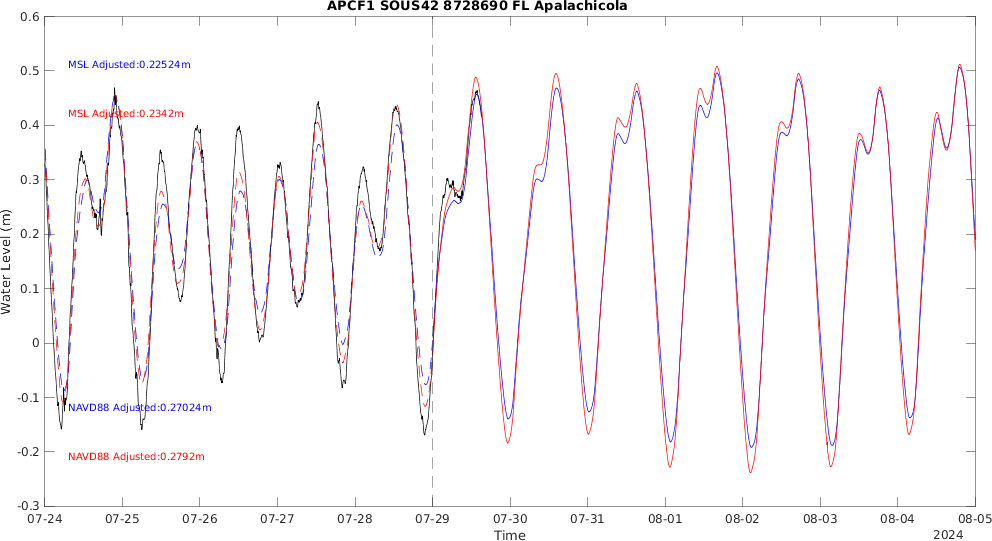 APCF1 SOUS42 8728690 FL Apalachicola
0.6
0.5
0.4
0.3
0.2
0.1
0
-0.1
-0.2
-0.3
Water Level (m)
MSL Adjusted:0.22524m
MSL Adjusted:0.2342m
NAVD88 Adjusted:0.27024m
NAVD88 Adjusted:0.2792m
07-24 07-25 07-26 07-27 07-28 07-29 07-30 07-31 08-01 08-02 08-03 08-04 08-05
Time
2024